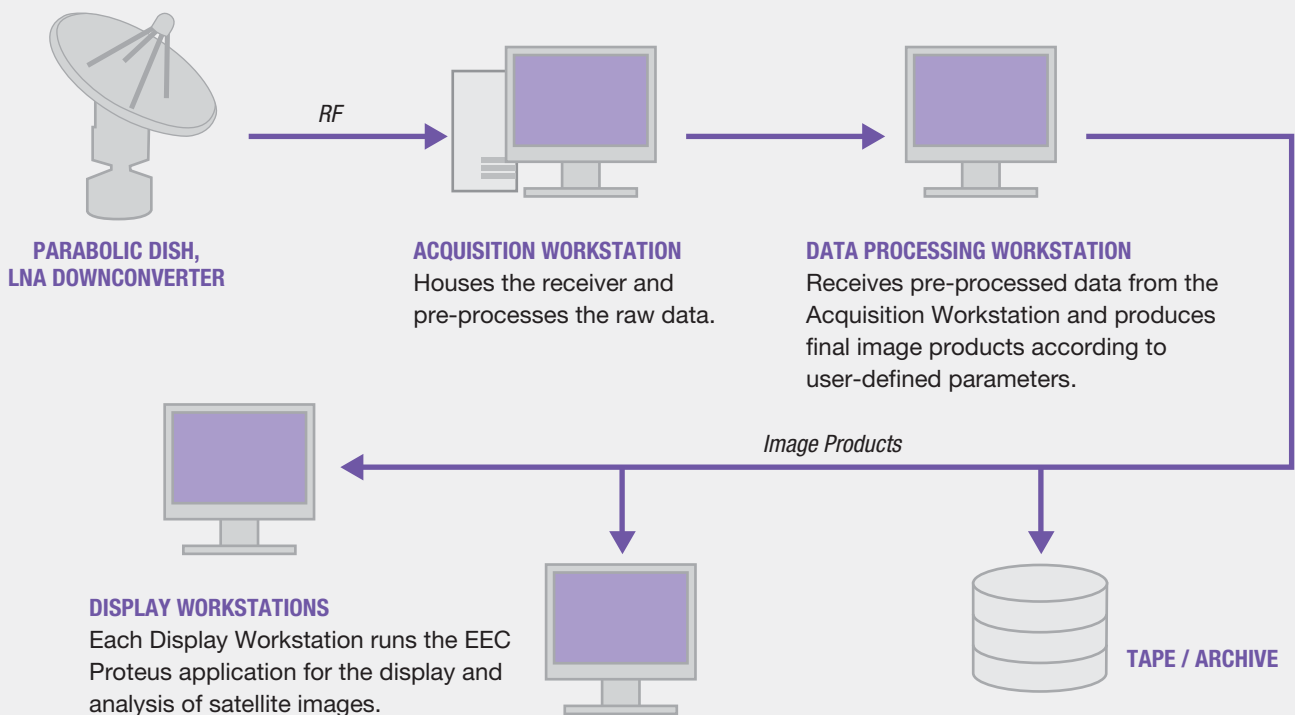 RF
PARABOLIC DISH,
LNA DOWNCONVERTER
ACQUISITION WORKSTATION
Houses the receiver and
pre-processes the raw data.
DATA PROCESSING WORKSTATION
Receives pre-processed data from the
Acquisition Workstation and produces
final image products according to
user-defined parameters.
Image Products
DISPLAY WORKSTATIONS
Each Display Workstation runs the EEC
Proteus application for the display and
analysis of satellite images.
TAPE / ARCHIVE